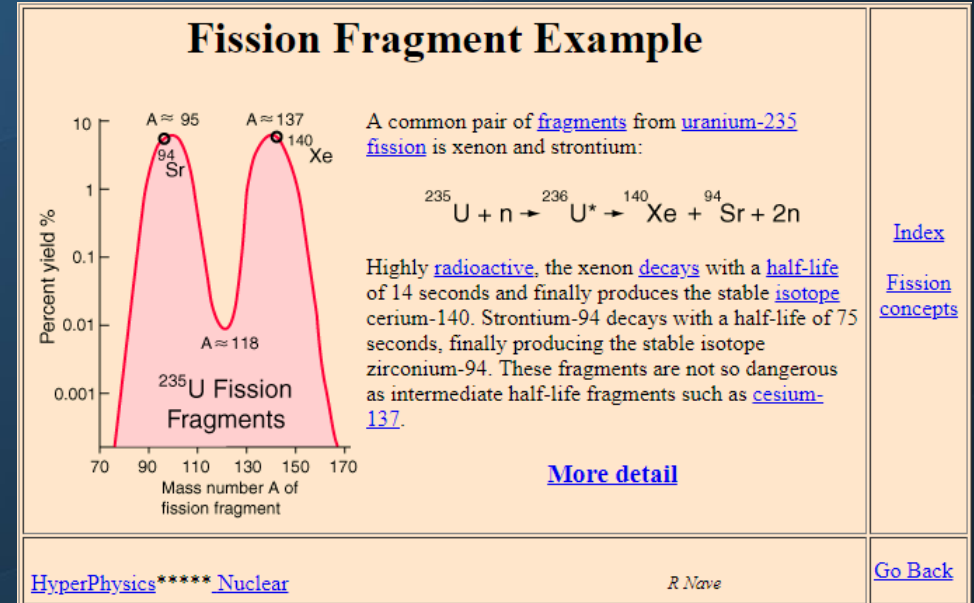 Fission Fragment Example
10
1
0.1
0.01
0.001
Percent yield %
A ≈ 95
A ≈ 137
94
Sr
140
Xe
A ≈ 118
235U Fission
Fragments
70 90 110 130 150 170
Mass number A of
fission fragment
A common pair of fragments from uranium-235
fission is xenon and strontium:
235U + n → 236U* → 140Xe + 94Sr + 2n
Highly radioactive, the xenon decays with a half-life
of 14 seconds and finally produces the stable isotope
cerium-140. Strontium-94 decays with a half-life of 75
seconds, finally producing the stable isotope
zirconium-94. These fragments are not so dangerous
as intermediate half-life fragments such as cesium-
137.
More detail
Index
Fission
concepts
HyperPhysics***** Nuclear
R Nave
Go Back